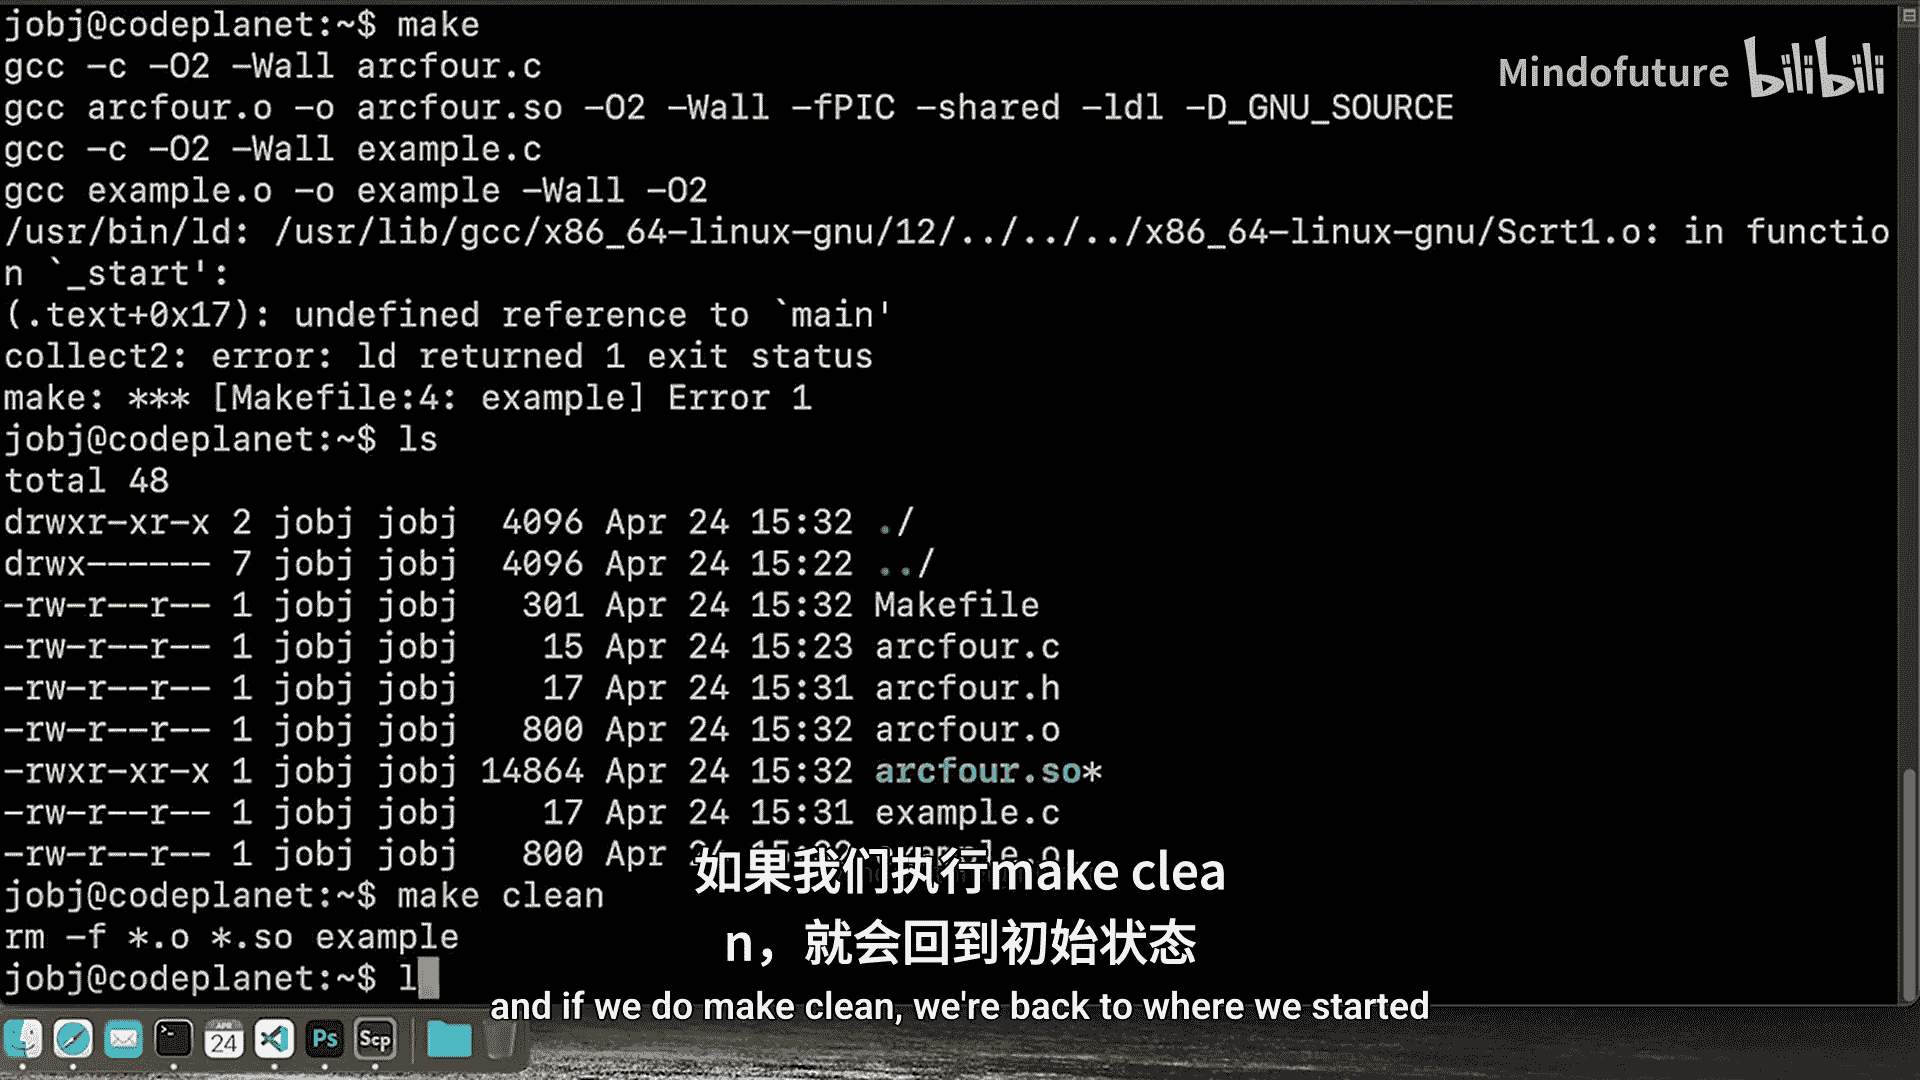 jobj@codeplanet:~$ make
gcc -c -O2 -Wall arcfour.c
Mindofuture bilibili
gcc arcfour.o -o arcfour.so -O2 -Wall -fPIC -shared -ldl -D_GNU_SOURCE
gcc -c -O2 -Wall example.c
gcc example.o -o example -Wall -O2
/usr/bin/ld: /usr/lib/gcc/x86_64-linux-gnu/12/../../../x86_64-linux-gnu/Scrt1.o: in functio
n `_start':
(.text+0x17): undefined reference to `main'
collect2: error: ld returned 1 exit status
make: *** [Makefile:4: example] Error 1
jobj@codeplanet:~$ ls
total 48
drwxr-xr-x 2 jobj jobj  4096 Apr 24 15:32 ./
drwx------ 7 jobj jobj  4096 Apr 24 15:22 ../
-rw-r--r-- 1 jobj jobj   301 Apr 24 15:32 Makefile
-rw-r--r-- 1 jobj jobj    15 Apr 24 15:23 arcfour.c
-rw-r--r-- 1 jobj jobj    17 Apr 24 15:31 arcfour.h
-rw-r--r-- 1 jobj jobj   800 Apr 24 15:32 arcfour.o
-rwxr-xr-x 1 jobj jobj 14864 Apr 24 15:32 arcfour.so*
-rw-r--r-- 1 jobj jobj    17 Apr 24 15:31 example.c
-rw-r--r-- 1 jobj jobj   800 Apr
jobj@codeplanet:~$ make clean
rm -f *.o *.so example
jobj@codeplanet:~$ l
如果我们执行make clea
n，就会回到初始状态
and if we do make clean, we're back to where we started
APR
24
Ps
Scp